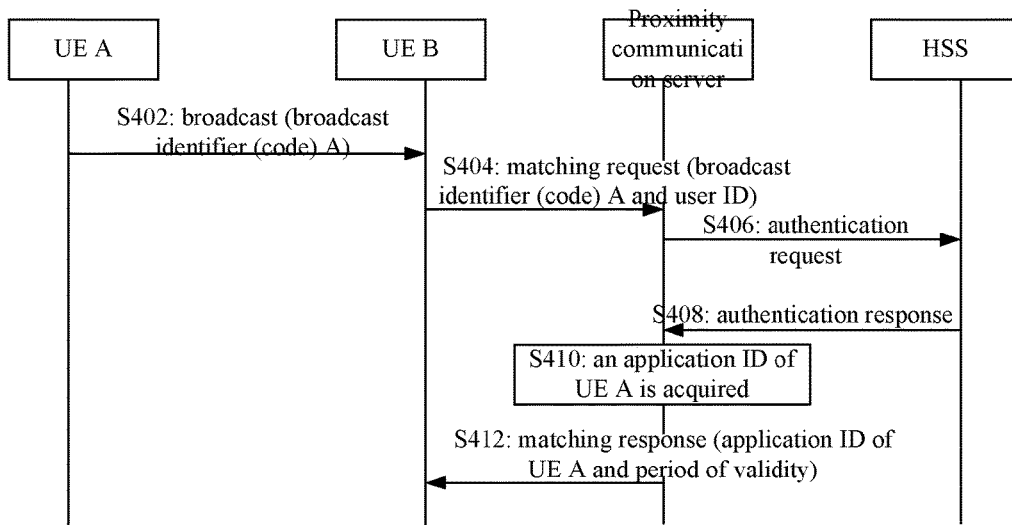 UE A
UE B
Proximity
communicati
on server
HSS
S402: broadcast (broadcast
identifier (code) A)
S404: matching request (broadcast
identifier (code) A and user ID)
S406: authentication
request
S408: authentication response
S410: an application ID of
UE A is acquired
S412: matching response (application ID of
UE A and period of validity)